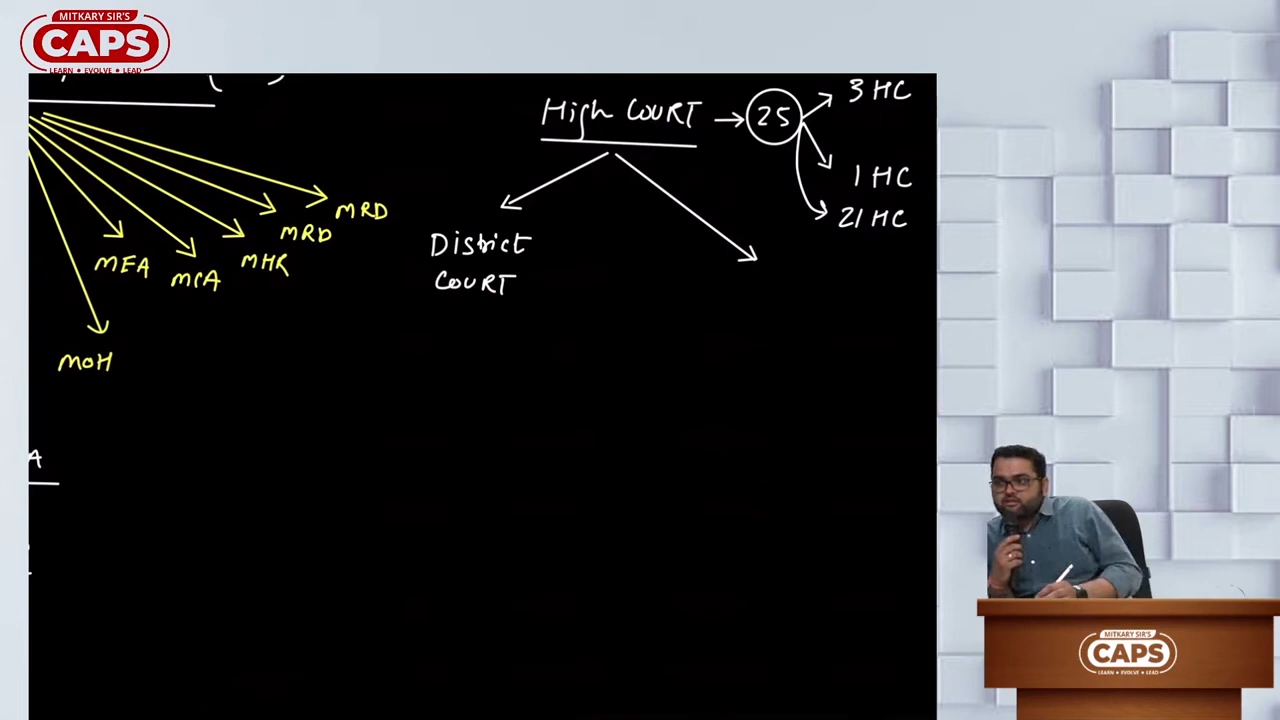 MITKARY SIR'S
CAPS
LEARN • EVOLVE • LEAD
High COURT → 25
3 HC
1 HC
21 HC
MRD
MRD
MHR
MCA
MEA
MOH
District
COURT
A
MITKARY SIR'S
CAPS
LEARN • EVOLVE • LEAD